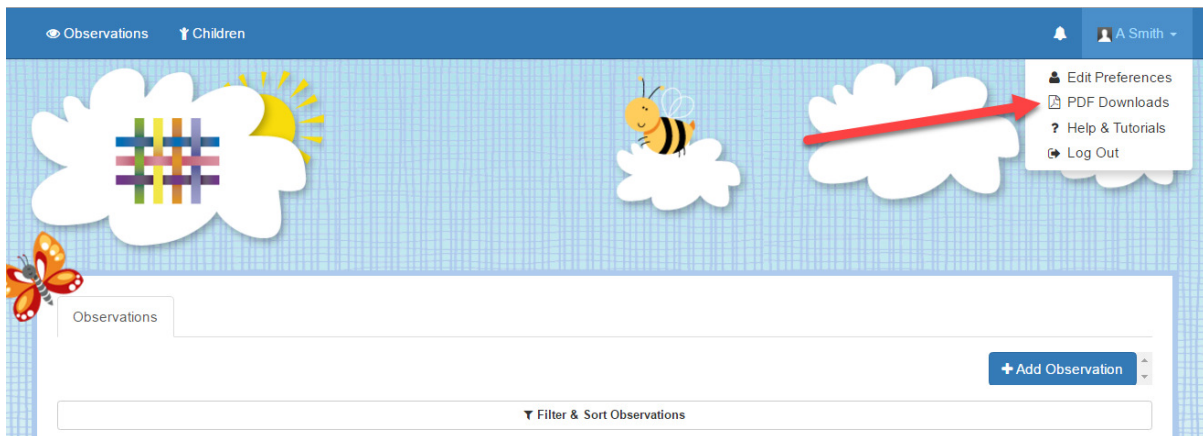 Observations Children A Smith
Edit Preferences
PDF Downloads
? Help & Tutorials
Log Out
Observations
+ Add Observation
Filter & Sort Observations